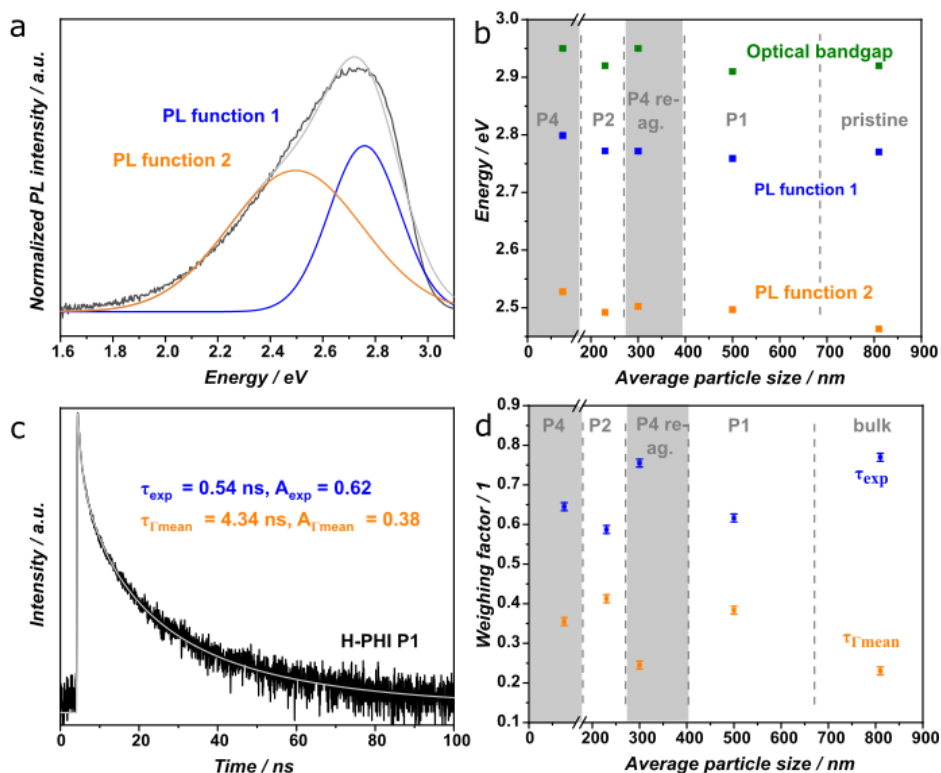 a
Normalized PL intensity / a.u.
PL function 1
PL function 2
1.6 1.8 2.0 2.2 2.4 2.6 2.8 3.0
Energy / eV
b
Energy / eV
3.0
2.9
2.8
2.7
2.6
2.5
Optical bandgap
P4
P2
P4 re-
ag.
P1
pristine
PL function 1
PL function 2
0 200 300 400 500 600 700 800 900
Average particle size / nm
c
Intensity / a.u.
τexp = 0.54 ns, Aexp = 0.62
τΓmean = 4.34 ns, AΓmean = 0.38
H-PHI P1
0 20 40 60 80 100
Time / ns
d
Weighing factor / 1
0.9
0.8
0.7
0.6
0.5
0.4
0.3
0.2
0.1
P4
P2
P4 re-
ag.
P1
bulk
τexp
τΓmean
0 200 300 400 500 600 700 800 900
Average particle size / nm